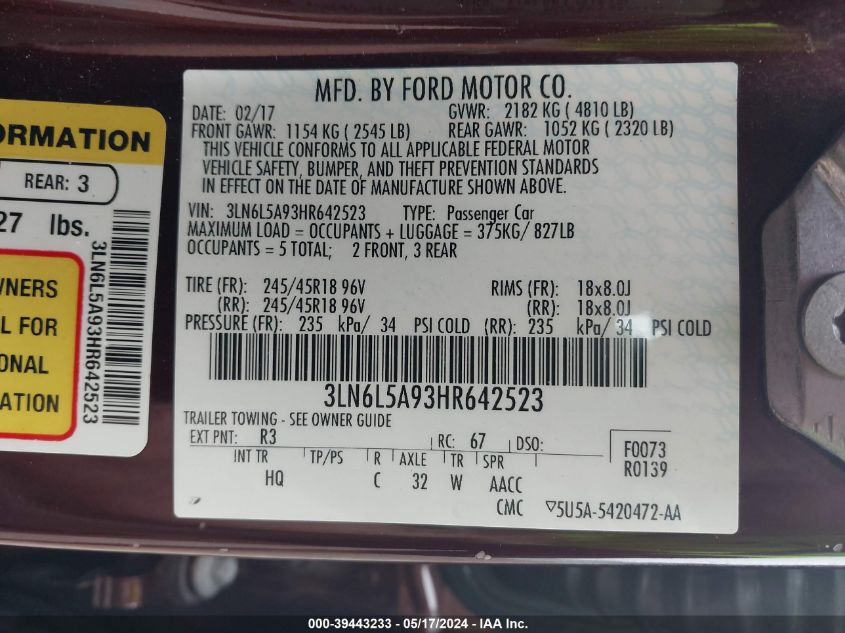 ORMATION
REAR: 3
27 lbs.
WNERS
L FOR
ONAL
ATION
3LN6L5A93HR642523
MFD. BY FORD MOTOR CO.
DATE: 02/17 GVWR: 2182 KG ( 4810 LB)
FRONT GAWR: 1154 KG ( 2545 LB) REAR GAWR: 1052 KG ( 2320 LB)
THIS VEHICLE CONFORMS TO ALL APPLICABLE FEDERAL MOTOR
VEHICLE SAFETY, BUMPER, AND THEFT PREVENTION STANDARDS
IN EFFECT ON THE DATE OF MANUFACTURE SHOWN ABOVE.
VIN: 3LN6L5A93HR642523 TYPE: Passenger Car
MAXIMUM LOAD = OCCUPANTS + LUGGAGE = 375KG/ 827LB
OCCUPANTS = 5 TOTAL; 2 FRONT, 3 REAR
TIRE (FR): 245/45R18 96V RIMS (FR): 18x8.0J
(RR): 245/45R18 96V (RR): 18x8.0J
PRESSURE (FR): 235 kPa/ 34 PSI COLD (RR): 235 kPa/ 34 PSI COLD
3LN6L5A93HR642523
TRAILER TOWING - SEE OWNER GUIDE
EXT PNT: R3 RC: 67 DSO: F0073
R0139
INT TR TP/PS R AXLE TR SPR
HQ C 32 W AACC
CMC ▽5U5A-5420472-AA
000-39443233 - 05/17/2024 - IAA Inc.